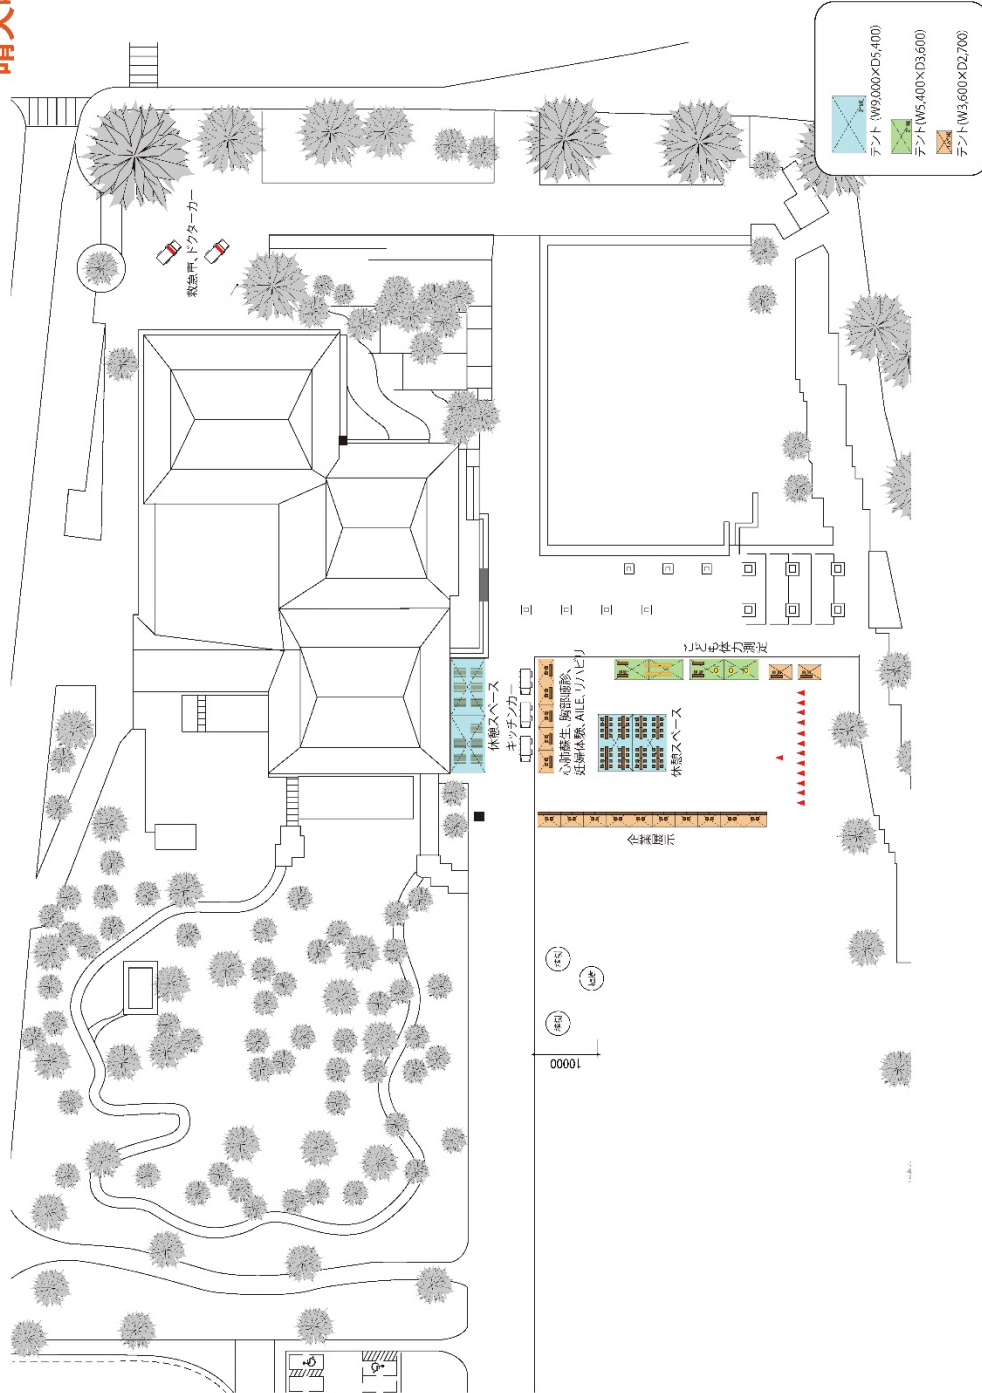 晴天
テント (W9,000×D5,400)
テント(W5,400×D3,600)
テント(W3,600×D2,700)
救急車、ドクターカー
休憩スペース
キッチンカー
心肺蘇生、胸部聴診、
妊婦体験、AILE、リハビリ
こども体力測定
休憩スペース
企業展示
10000